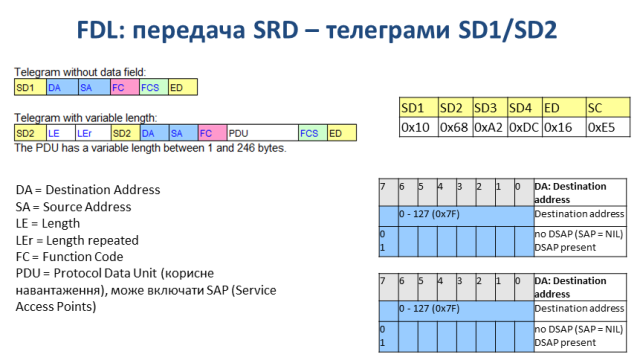 FDL: передача SRD – телеграми SD1/SD2
Telegram without data field:
SD1 DA SA FC FCS ED
Telegram with variable length:
SD2 LE LEr SD2 DA SA FC PDU FCS ED
The PDU has a variable length between 1 and 246 bytes.
SD1 SD2 SD3 SD4 ED SC
0x10 0x68 0xA2 0xDC 0x16 0xE5
DA = Destination Address
SA = Source Address
LE = Length
LEr = Length repeated
FC = Function Code
PDU = Protocol Data Unit (корисне
навантаження), може включати SAP (Service
Access Points)
7 6 5 4 3 2 1 0 DA: Destination
address
0 - 127 (0x7F) Destination address
0 no DSAP (SAP = NIL)
1 DSAP present
7 6 5 4 3 2 1 0 DA: Destination
address
0 - 127 (0x7F) Destination address
0 no DSAP (SAP = NIL)
1 DSAP present